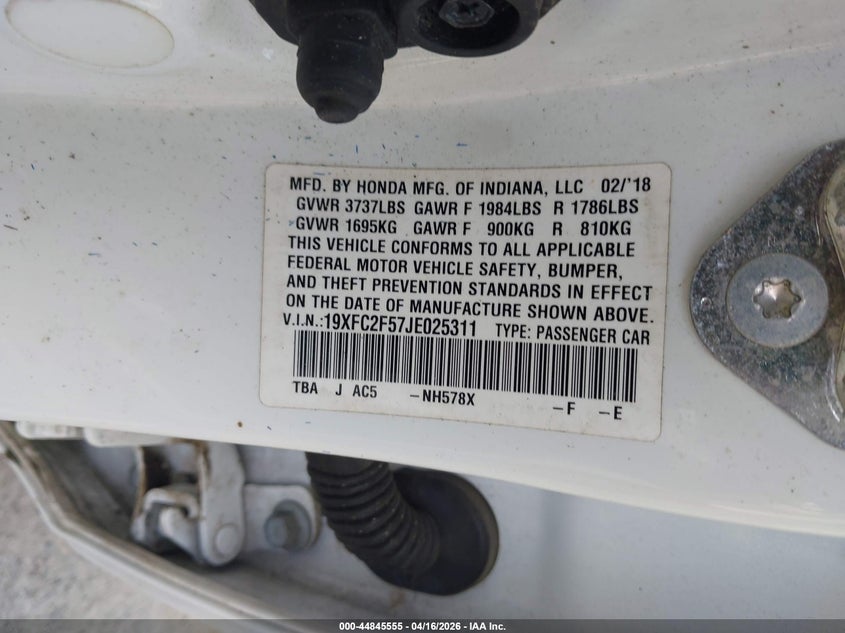 MFD. BY HONDA MFG. OF INDIANA, LLC 02/'18
GVWR 3737LBS GAWR F 1984LBS R 1786LBS
GVWR 1695KG GAWR F 900KG R 810KG
THIS VEHICLE CONFORMS TO ALL APPLICABLE
FEDERAL MOTOR VEHICLE SAFETY, BUMPER,
AND THEFT PREVENTION STANDARDS IN EFFECT
ON THE DATE OF MANUFACTURE SHOWN ABOVE.
V.I.N.:19XFC2F57JE025311 TYPE: PASSENGER CAR
TBA J AC5 -NH578X -F -E
000-44845555 04/16/2026 IAA Inc.